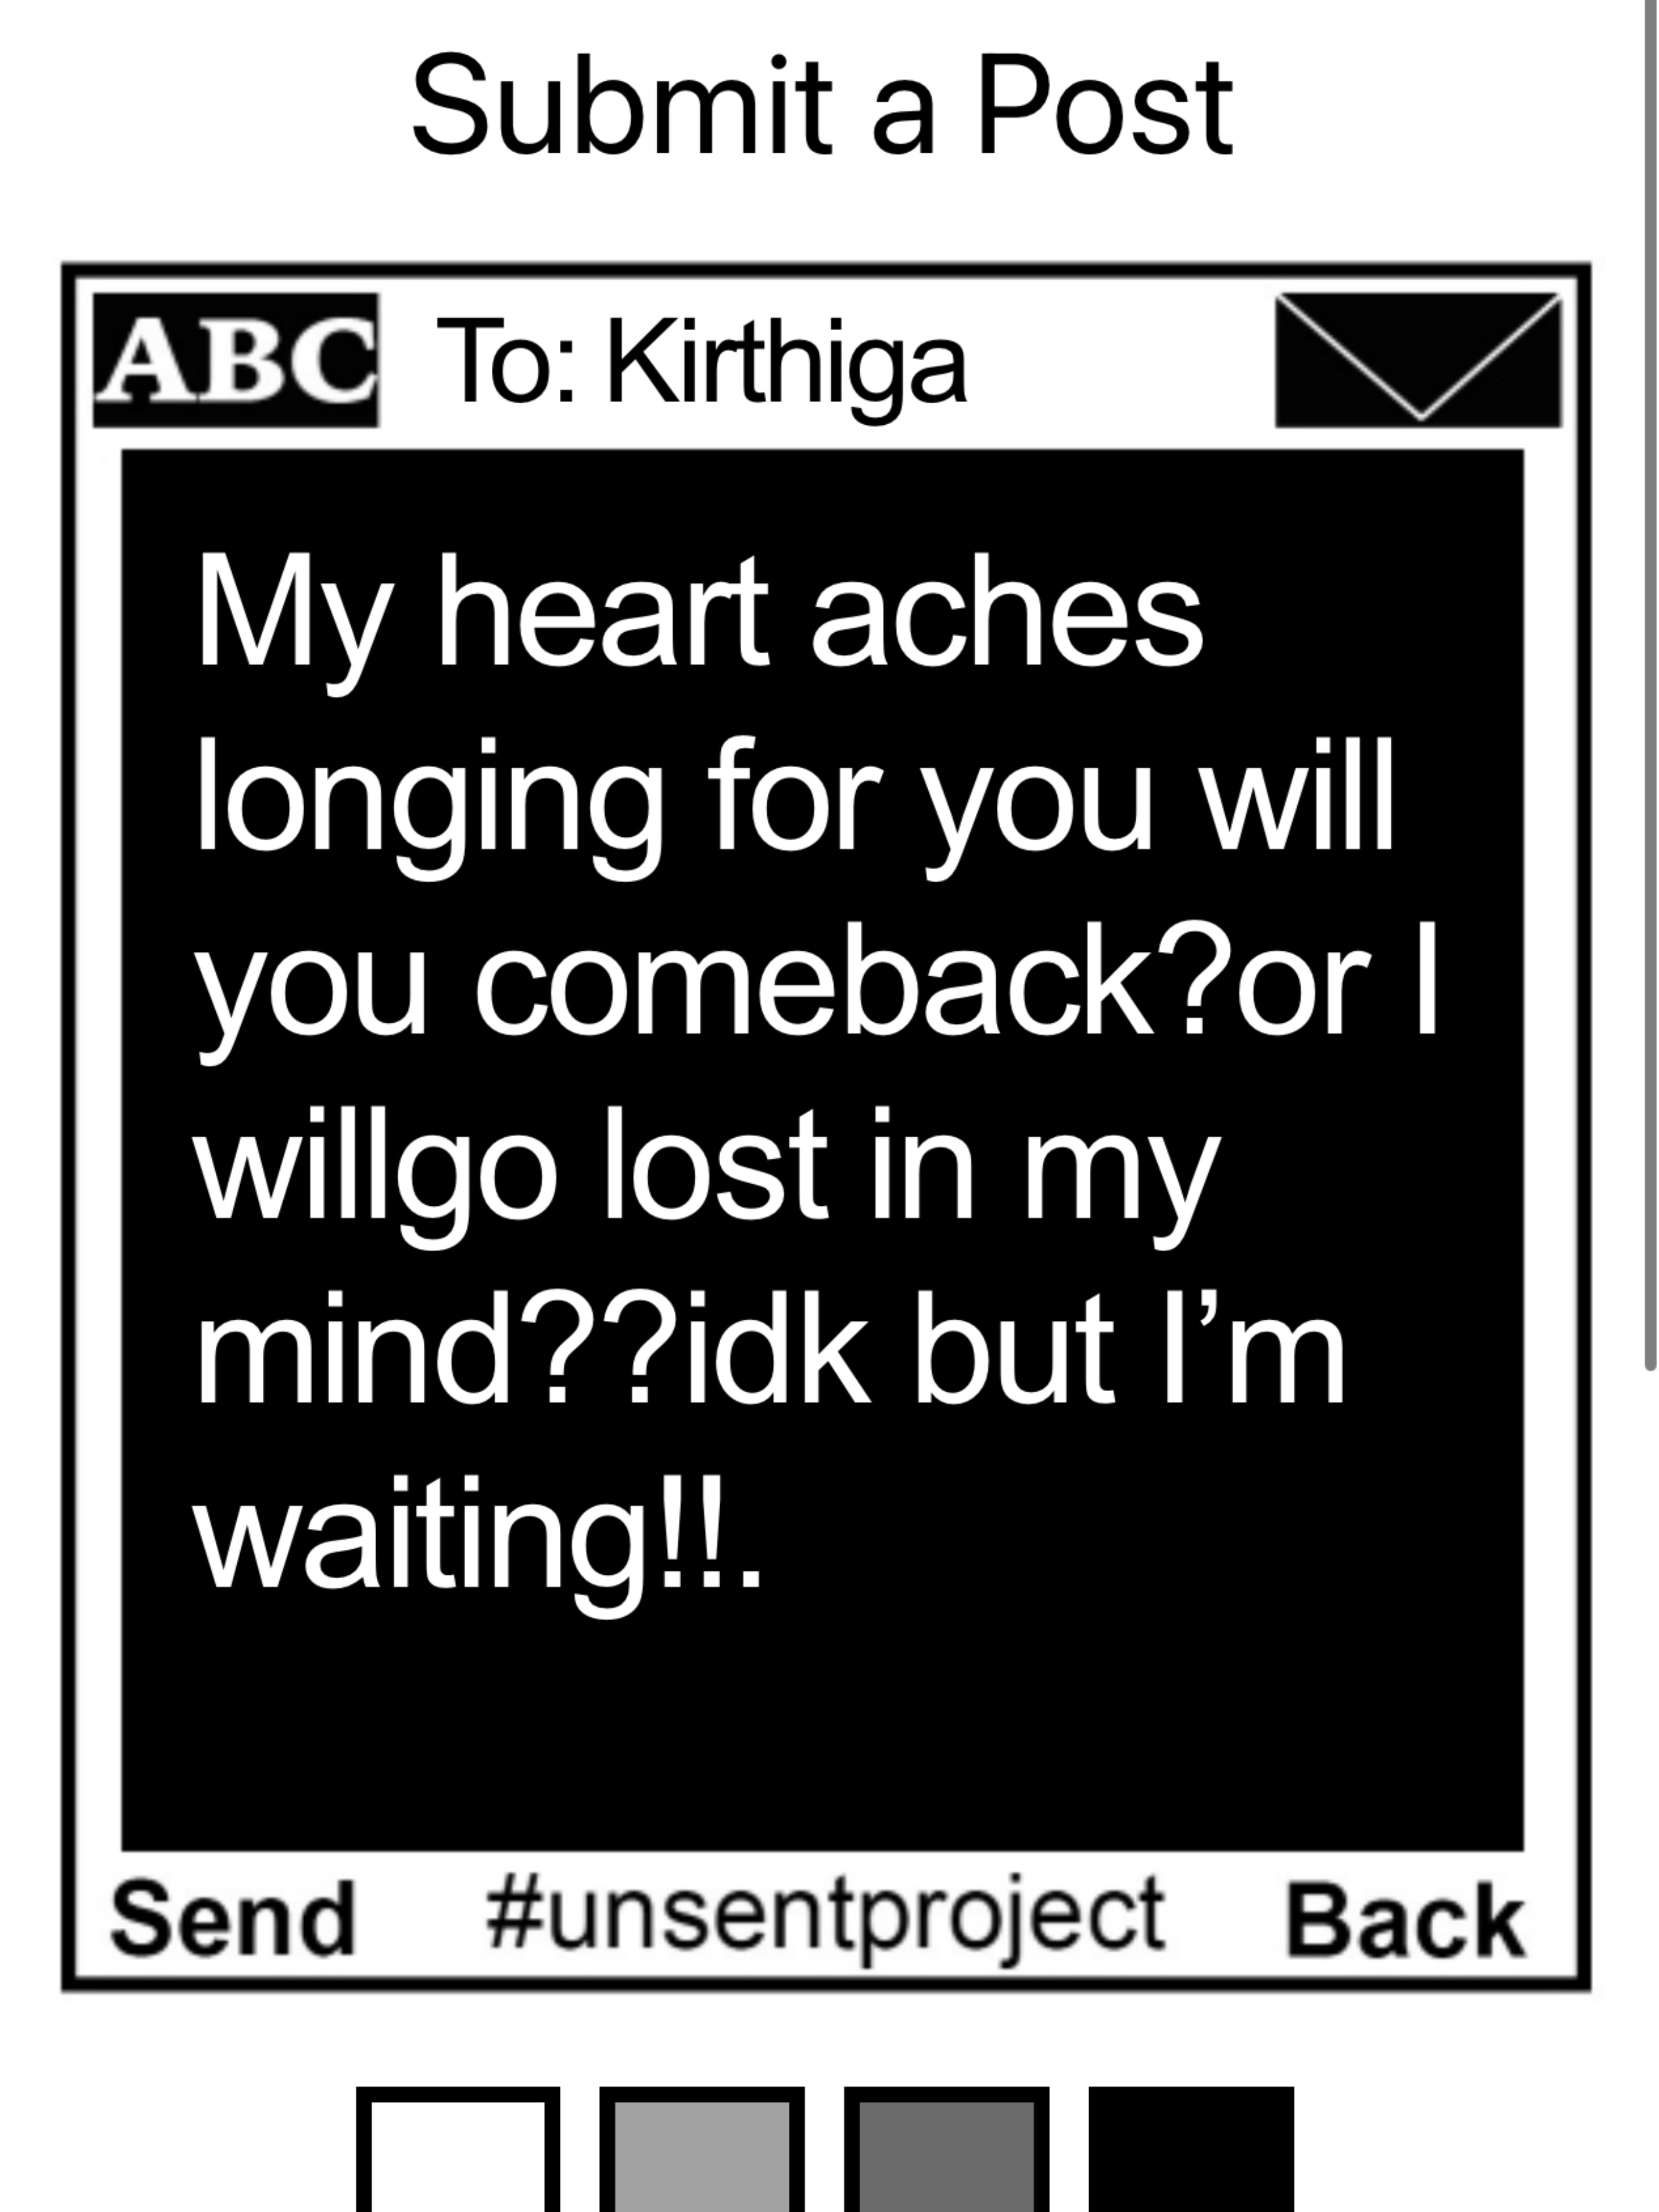 Submit a Post
ABC To: Kirthiga
My heart aches
longing for you will
you comeback?or I
willgo lost in my
mind??idk but I’m
waiting!!.
Send #unsentproject Back